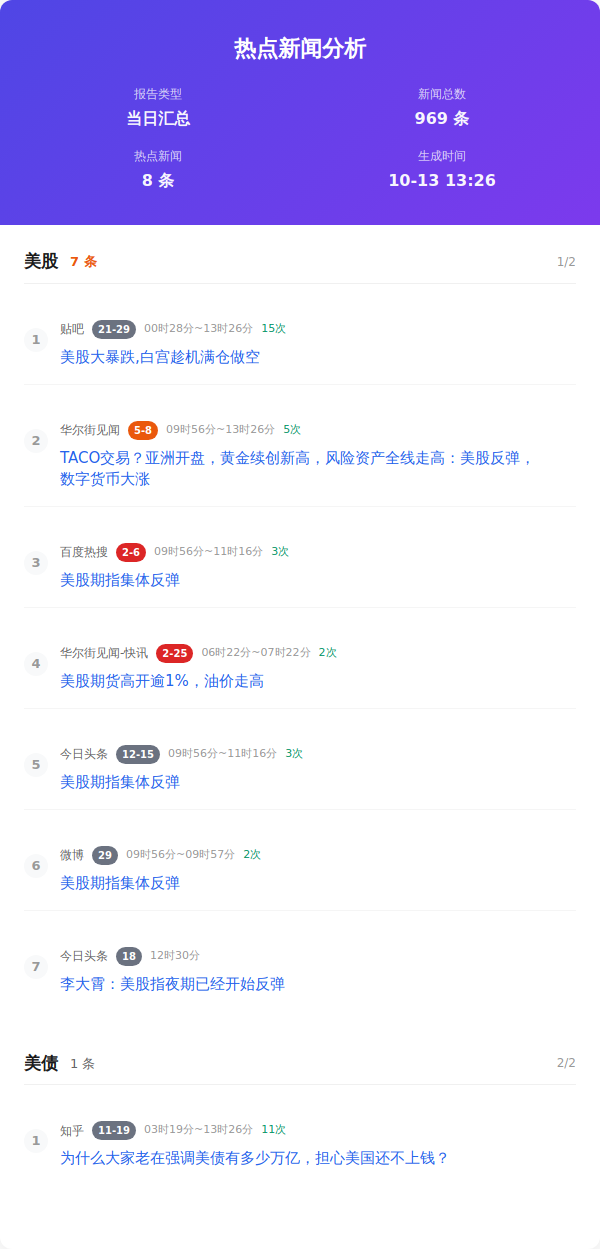 热点新闻分析
报告类型
当日汇总
新闻总数
969 条
热点新闻
8 条
生成时间
10-13 13:26
美股 7 条 1/2
1
贴吧 21-29 00时28分~13时26分 15次
美股大暴跌,白宫趁机满仓做空
2
华尔街见闻 5-8 09时56分~13时26分 5次
TACO交易？亚洲开盘，黄金续创新高，风险资产全线走高：美股反弹，
数字货币大涨
3
百度热搜 2-6 09时56分~11时16分 3次
美股期指集体反弹
4
华尔街见闻-快讯 2-25 06时22分~07时22分 2次
美股期货高开逾1%，油价走高
5
今日头条 12-15 09时56分~11时16分 3次
美股期指集体反弹
6
微博 29 09时56分~09时57分 2次
美股期指集体反弹
7
今日头条 18 12时30分
李大霄：美股指夜期已经开始反弹
美债 1 条 2/2
1
知乎 11-19 03时19分~13时26分 11次
为什么大家老在强调美债有多少万亿，担心美国还不上钱？